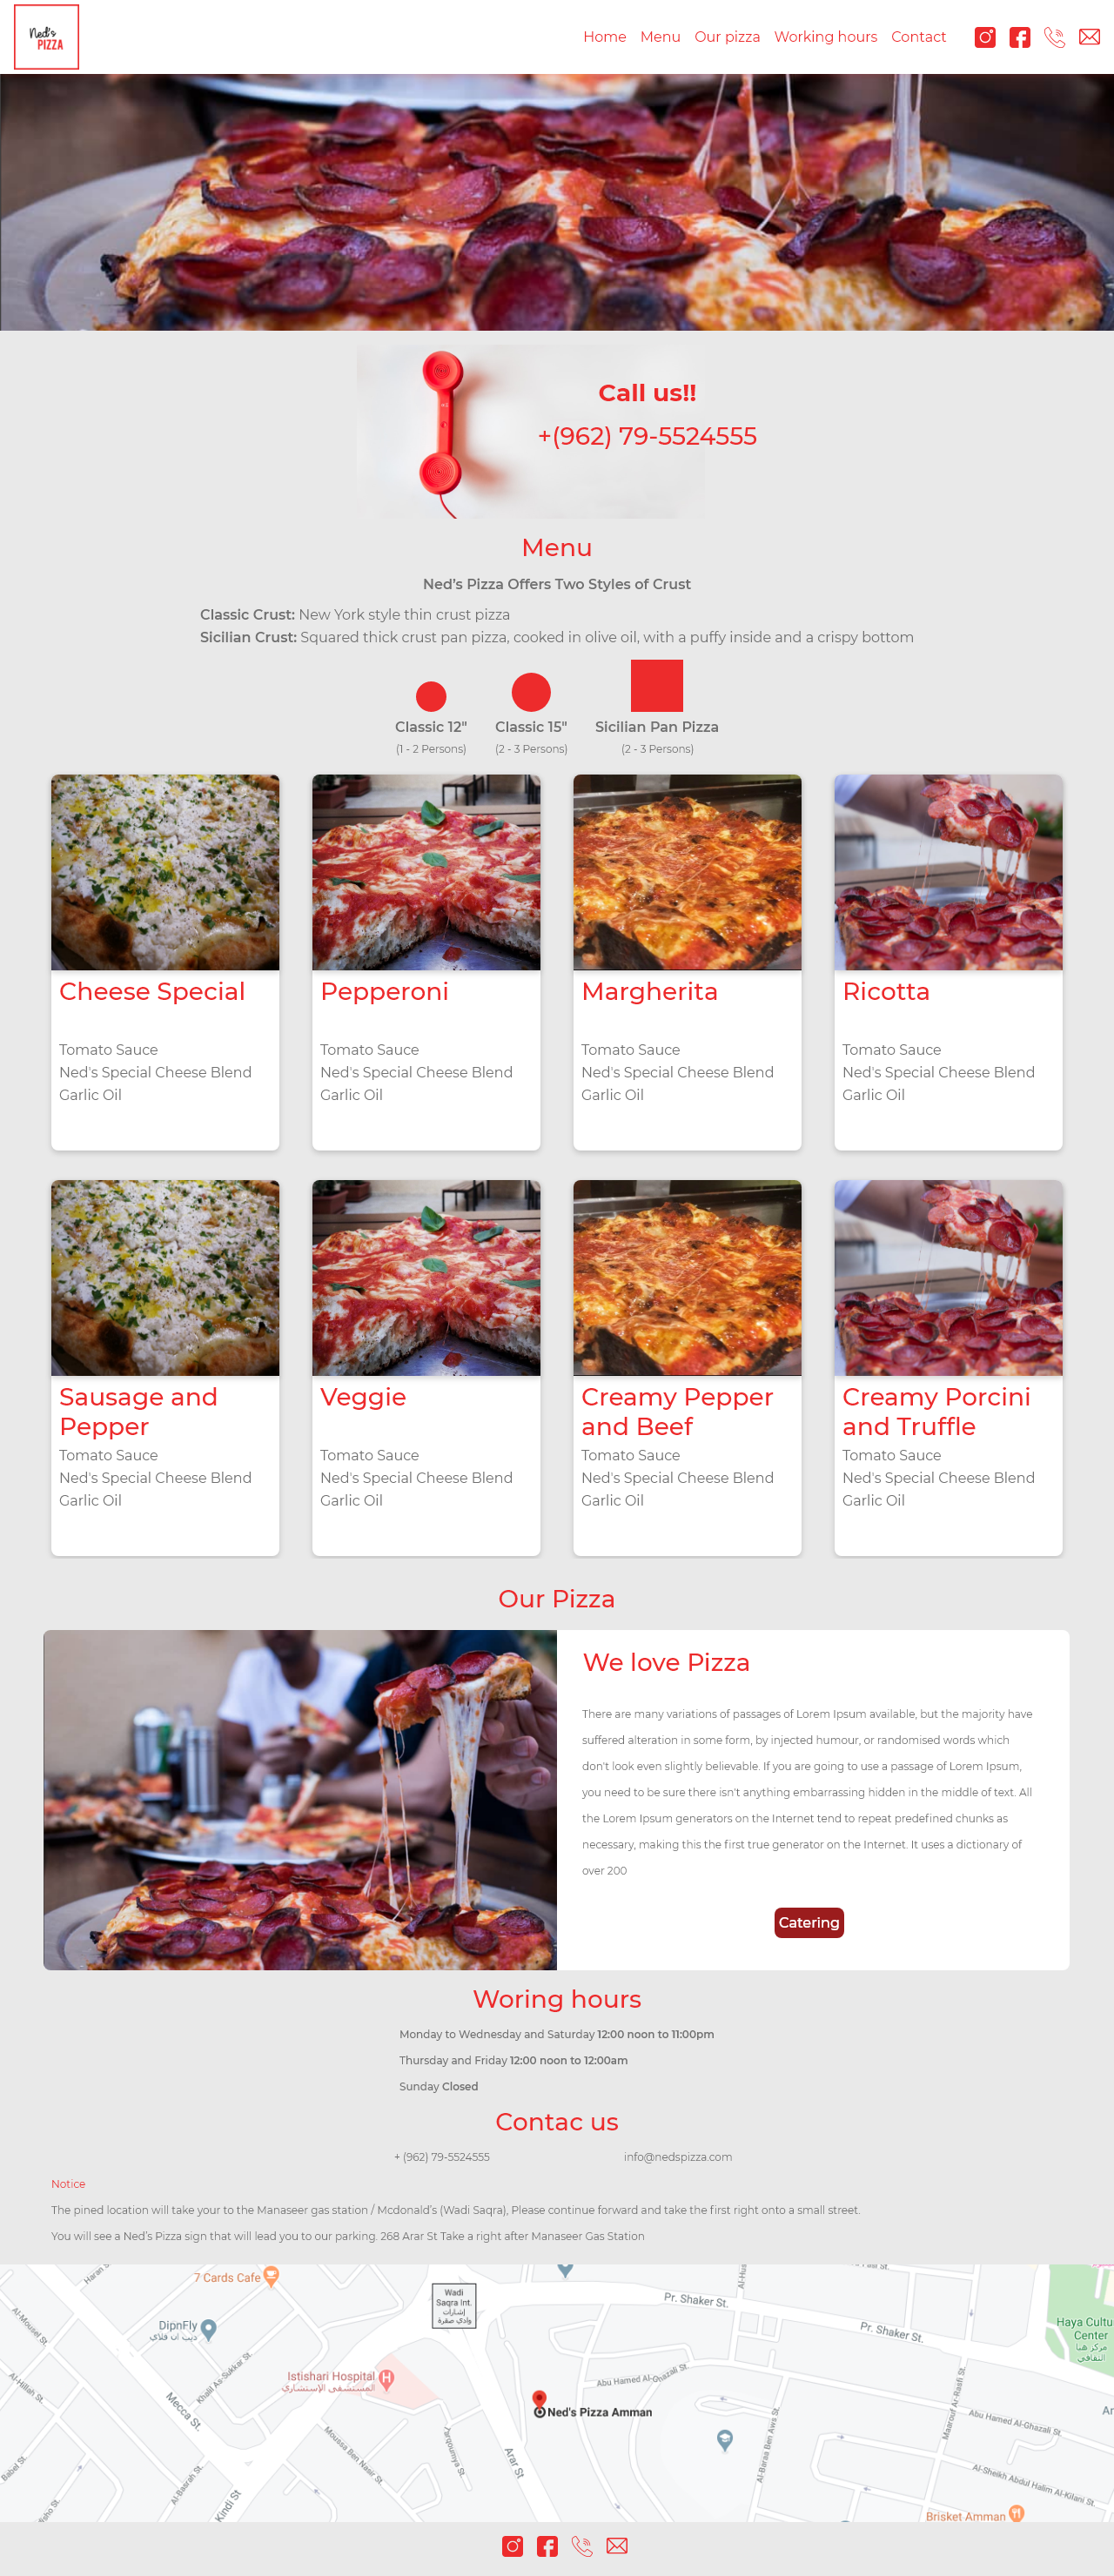 Ned's
PIZZA
Home Menu Our pizza Working hours Contact
Call us!!
+(962) 79-5524555
Menu
Ned’s Pizza Offers Two Styles of Crust
Classic Crust: New York style thin crust pizza
Sicilian Crust: Squared thick crust pan pizza, cooked in olive oil, with a puffy inside and a crispy bottom
Classic 12" Classic 15" Sicilian Pan Pizza
(1 - 2 Persons) (2 - 3 Persons) (2 - 3 Persons)
Cheese Special
Tomato Sauce
Ned's Special Cheese Blend
Garlic Oil
Pepperoni
Tomato Sauce
Ned's Special Cheese Blend
Garlic Oil
Margherita
Tomato Sauce
Ned's Special Cheese Blend
Garlic Oil
Ricotta
Tomato Sauce
Ned's Special Cheese Blend
Garlic Oil
Sausage and
Pepper
Tomato Sauce
Ned's Special Cheese Blend
Garlic Oil
Veggie
Tomato Sauce
Ned's Special Cheese Blend
Garlic Oil
Creamy Pepper
and Beef
Tomato Sauce
Ned's Special Cheese Blend
Garlic Oil
Creamy Porcini
and Truffle
Tomato Sauce
Ned's Special Cheese Blend
Garlic Oil
Our Pizza
We love Pizza
There are many variations of passages of Lorem Ipsum available, but the majority have
suffered alteration in some form, by injected humour, or randomised words which
don't look even slightly believable. If you are going to use a passage of Lorem Ipsum,
you need to be sure there isn't anything embarrassing hidden in the middle of text. All
the Lorem Ipsum generators on the Internet tend to repeat predefined chunks as
necessary, making this the first true generator on the Internet. It uses a dictionary of
over 200
Catering
Woring hours
Monday to Wednesday and Saturday 12:00 noon to 11:00pm
Thursday and Friday 12:00 noon to 12:00am
Sunday Closed
Contac us
+ (962) 79-5524555 info@nedspizza.com
Notice
The pined location will take your to the Manaseer gas station / Mcdonald’s (Wadi Saqra), Please continue forward and take the first right onto a small street.
You will see a Ned’s Pizza sign that will lead you to our parking. 268 Arar St Take a right after Manaseer Gas Station
Haran
7 Cards Cafe
Wadi
Saqra Int.
إشارات
وادي صقرة
Al-Hus
Pr. Shaker St.
Pr. Shaker St.
Haya Cultu
Center
مركز هيا
الثقافي
Al-Mousel St.
DipnFly
ديب ان فلاي
Khalil As-Sukkar St.
Istishari Hospital
المستشفى الإستشاري
Abu Hamed Al-Ghazali St.
Al-Hillah St.
Mecca St.
Ned's Pizza Amman
Maarouf Ar-Rasfi St.
Abu Hamed Al-Ghazali St.
Moussa Ben Nasir St.
Yarqoumya St.
Arar St
Al-Baraa Ben Aws St.
Babel St.
Al-Basrah St.
Kindi St
Al-Sheikh Abdul Halim Al-Kilani St.
Brisket Amman